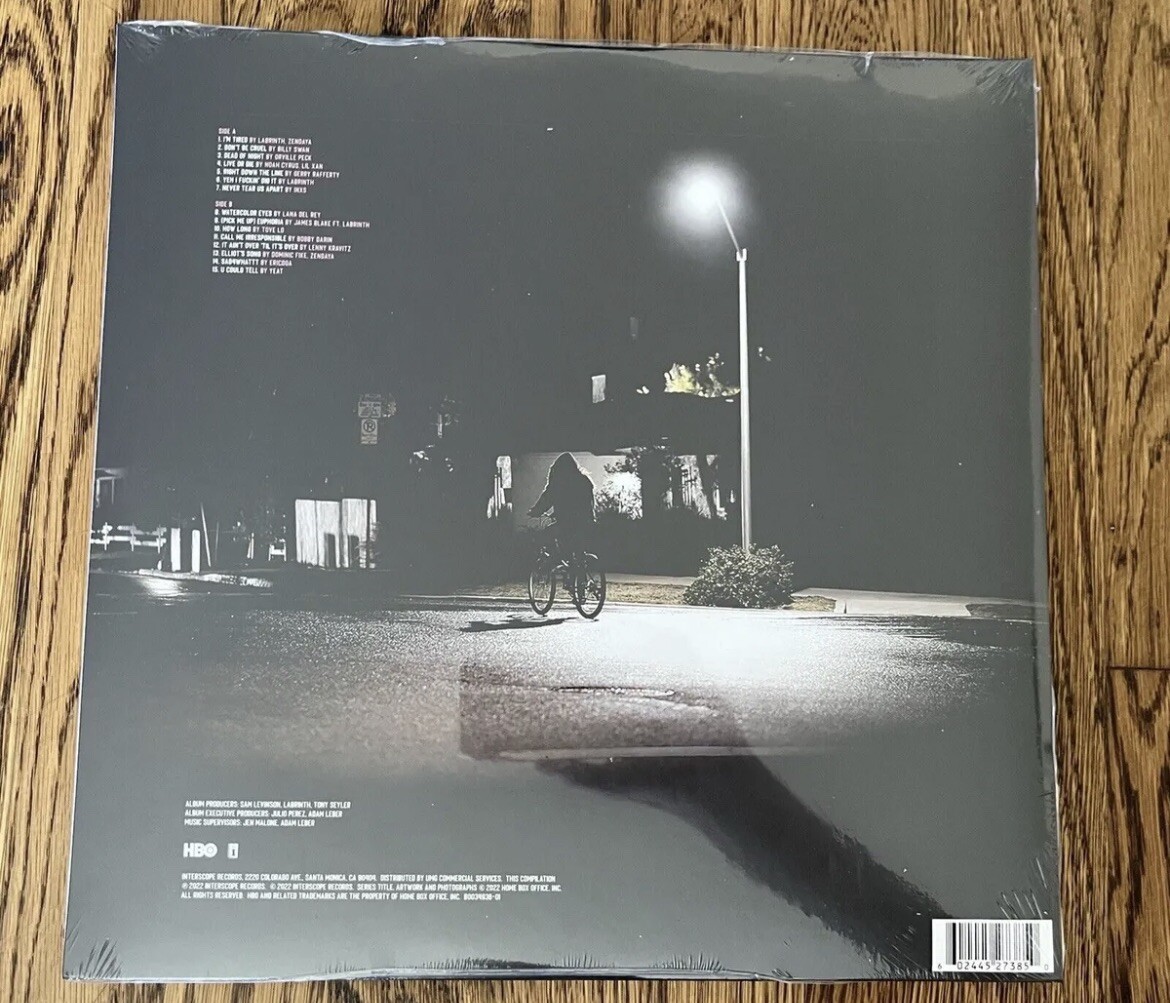 SIDE A
1. I'M TIRED BY LABRINTH, ZENDAYA
2. DON'T BE CRUEL BY BILLY SWAN
3. DEAD OF NIGHT BY ORVILLE PECK
4. LIVE OR DIE BY NOAH CYRUS, LIL XAN
5. RIGHT DOWN THE LINE BY GERRY RAFFERTY
6. YEH I FUCKIN' DID IT BY LABRINTH
7. NEVER TEAR US APART BY INXS
SIDE B
8. WATERCOLOR EYES BY LANA DEL REY
9. (PICK ME UP) EUPHORIA BY JAMES BLAKE FT. LABRINTH
10. HOW LONG BY TOVE LO
11. CALL ME IRRESPONSIBLE BY BOBBY DARIN
12. IT AIN'T OVER 'TIL IT'S OVER BY LENNY KRAVITZ
13. ELLIOT'S SONG BY DOMINIC FIKE, ZENDAYA
14. SAD4WHATTT BY ERICDOA
15. U COULD TELL BY YEAT
ALBUM PRODUCERS: SAM LEVINSON, LABRINTH, TONY SEYLER
ALBUM EXECUTIVE PRODUCERS: JULIO PEREZ, ADAM LEBER
MUSIC SUPERVISORS: JEN MALONE, ADAM LEBER
HBO i
INTERSCOPE RECORDS, 2220 COLORADO AVE., SANTA MONICA, CA 90404. DISTRIBUTED BY UMG COMMERCIAL SERVICES. THIS COMPILATION
℗ 2022 INTERSCOPE RECORDS. © 2022 INTERSCOPE RECORDS. SERIES TITLE, ARTWORK AND PHOTOGRAPHS © 2022 HOME BOX OFFICE, INC.
ALL RIGHTS RESERVED. HBO AND RELATED TRADEMARKS ARE THE PROPERTY OF HOME BOX OFFICE, INC.
6 02445 27385 0